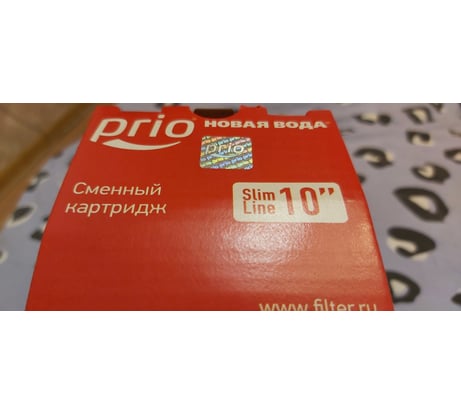 prio НОВАЯ ВОДА®
prio
Сменный
картридж
Slim
Line 10"
www.filter.ru